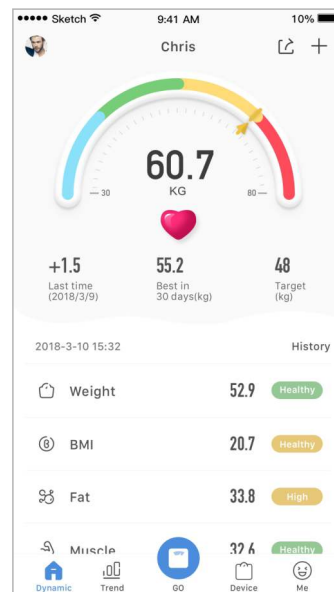 Sketch 9:41 AM 10%
Chris
60.7
KG
30 80
+1.5 55.2 48
Last time Best in Target
(2018/3/9) 30 days(kg) (kg)
2018-3-10 15:32 History
Weight 52.9 Healthy
BMI 20.7 Healthy
Fat 33.8 High
Muscle 32.6 Healthy
Dynamic Trend GO Device Me